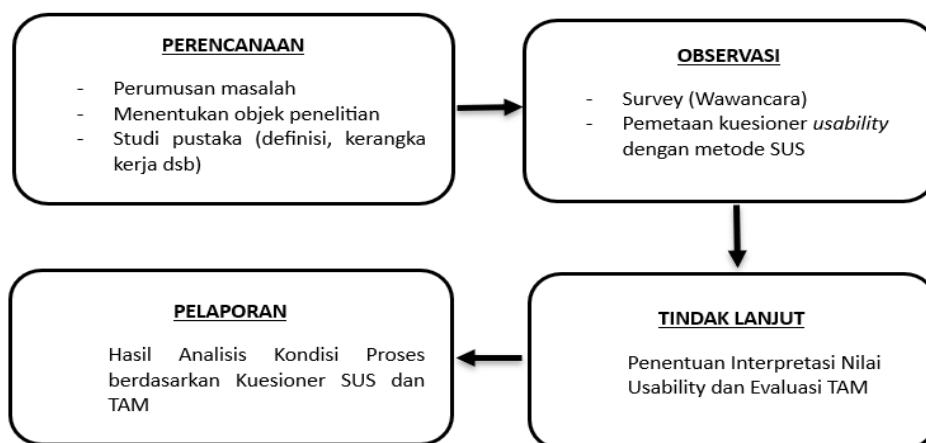 PERENCANAAN
- Perumusan masalah
- Menentukan objek penelitian
- Studi pustaka (definisi, kerangka
kerja dsb)
OBSERVASI
- Survey (Wawancara)
- Pemetaan kuesioner usability
dengan metode SUS
TINDAK LANJUT
Penentuan Interpretasi Nilai
Usability dan Evaluasi TAM
PELAPORAN
Hasil Analisis Kondisi Proses
berdasarkan Kuesioner SUS dan
TAM